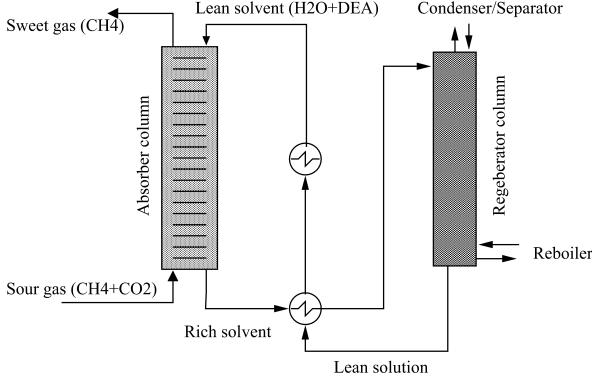 Lean solvent (H2O+DEA)
Condenser/Separator
Sweet gas (CH4)
Absorber column
Regeberator column
Reboiler
Sour gas (CH4+CO2)
Rich solvent
Lean solution